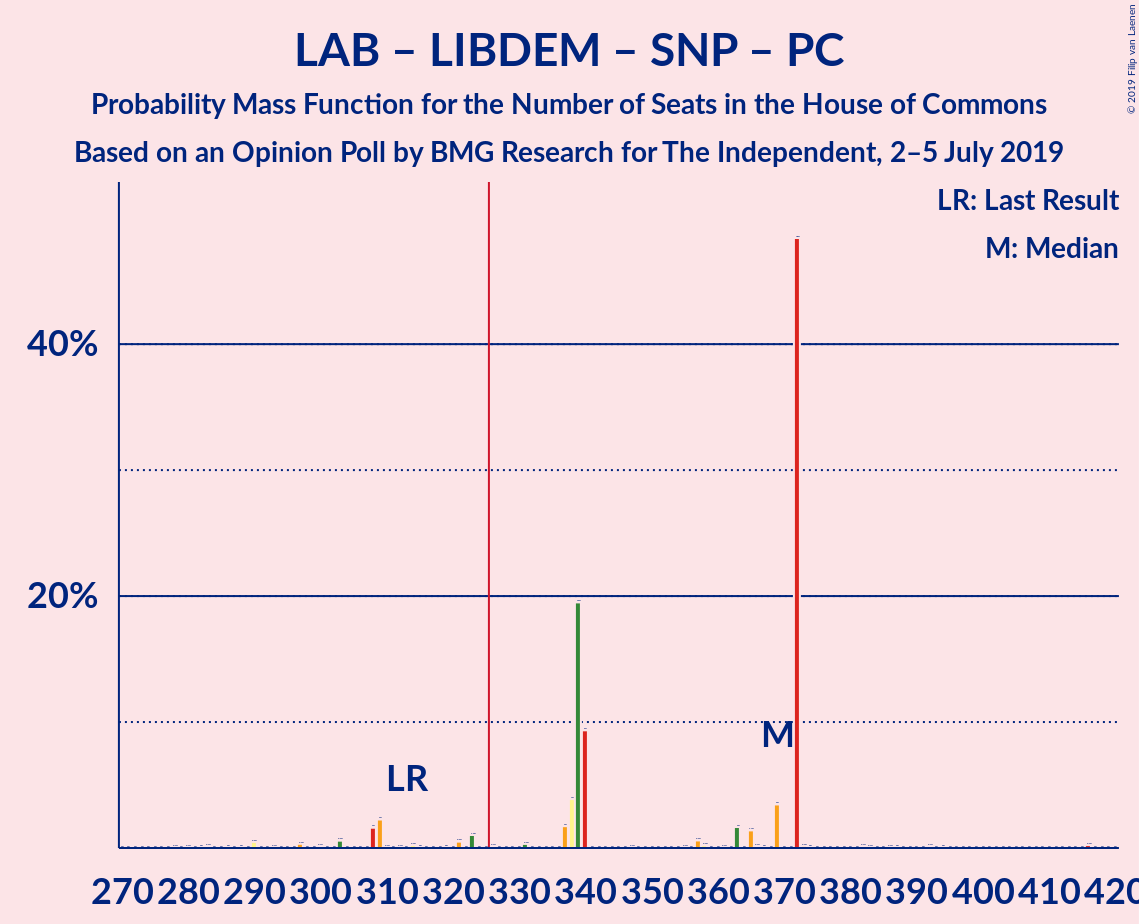 LAB – LIBDEM – SNP – PC
Probability Mass Function for the Number of Seats in the House of Commons
Based on an Opinion Poll by BMG Research for The Independent, 2–5 July 2019
© 2019 Filip van Laenen
LR: Last Result
M: Median
40%
20%
M
LR
270 280 290 300 310 320 330 340 350 360 370 380 390 400 410 420